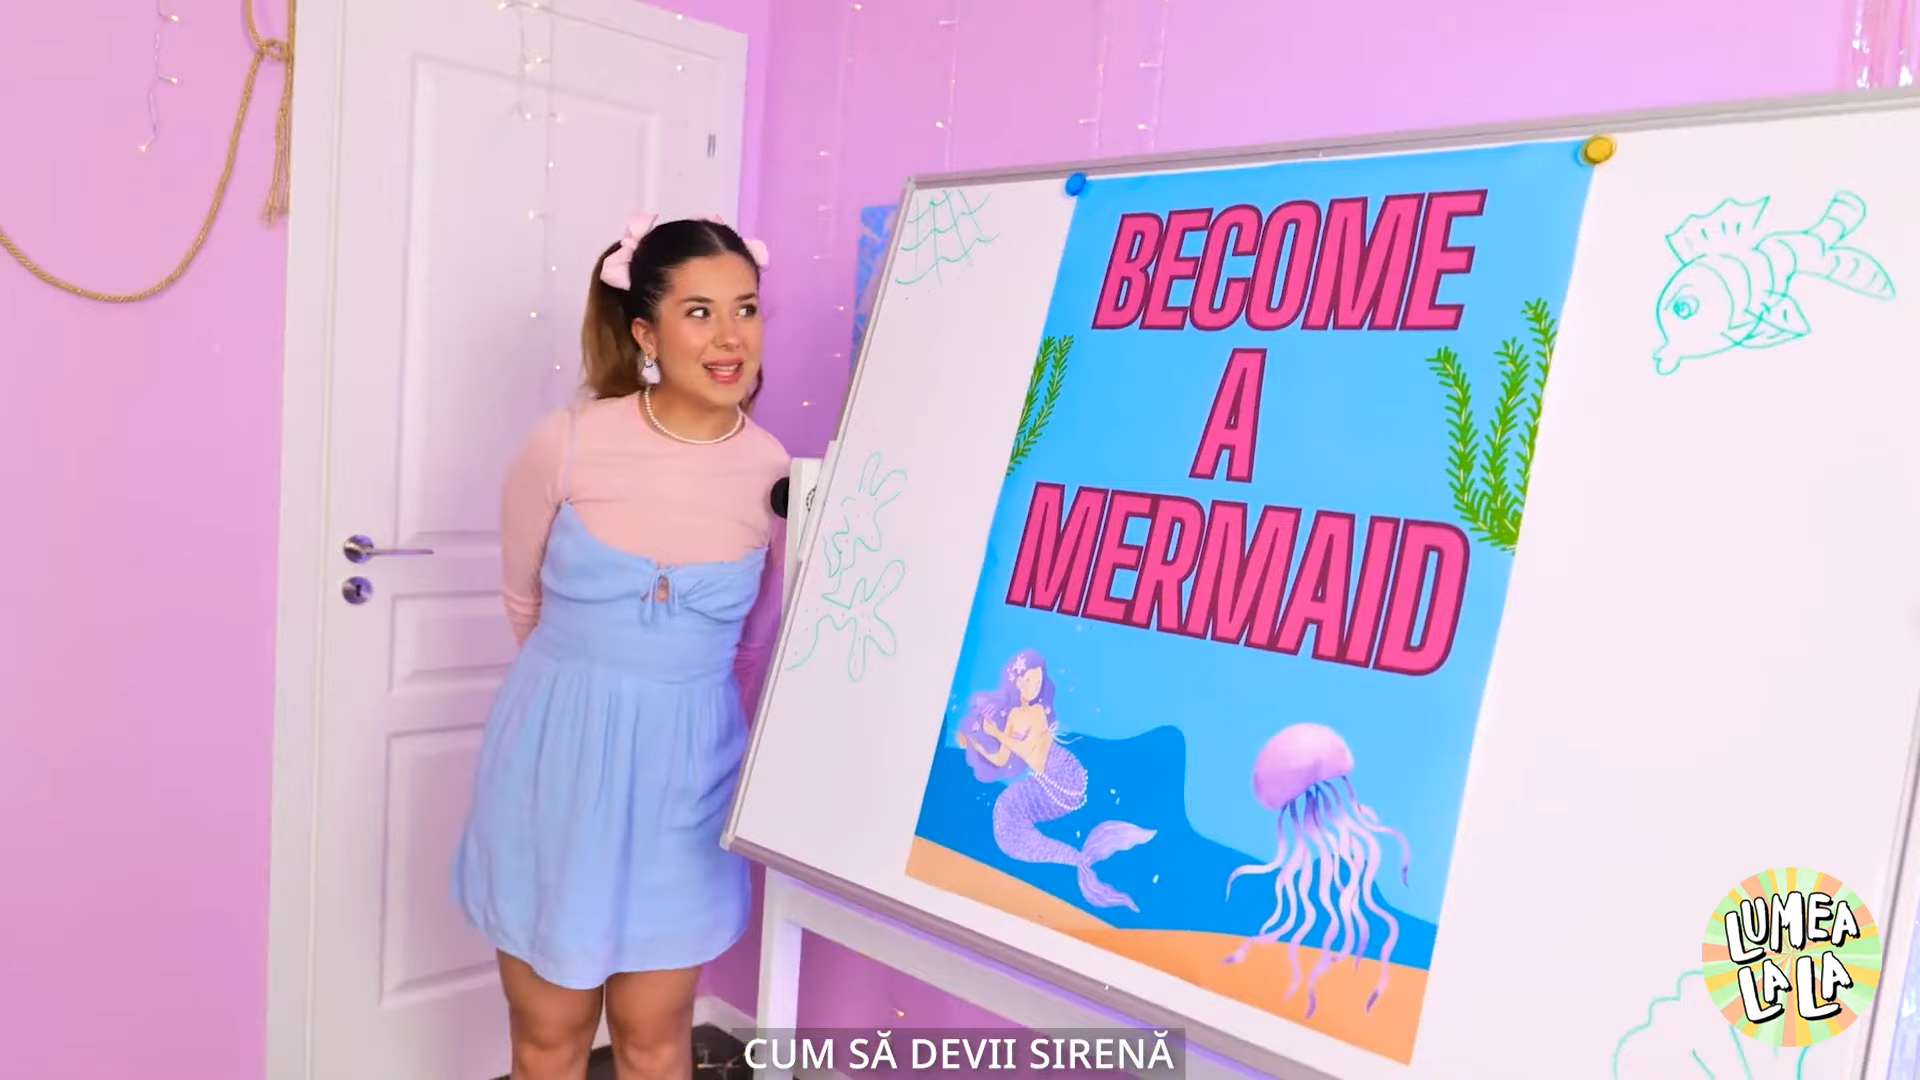 BECOME
A
MERMAID
LUMEA
LA LA
CUM SĂ DEVII SIRENĂ